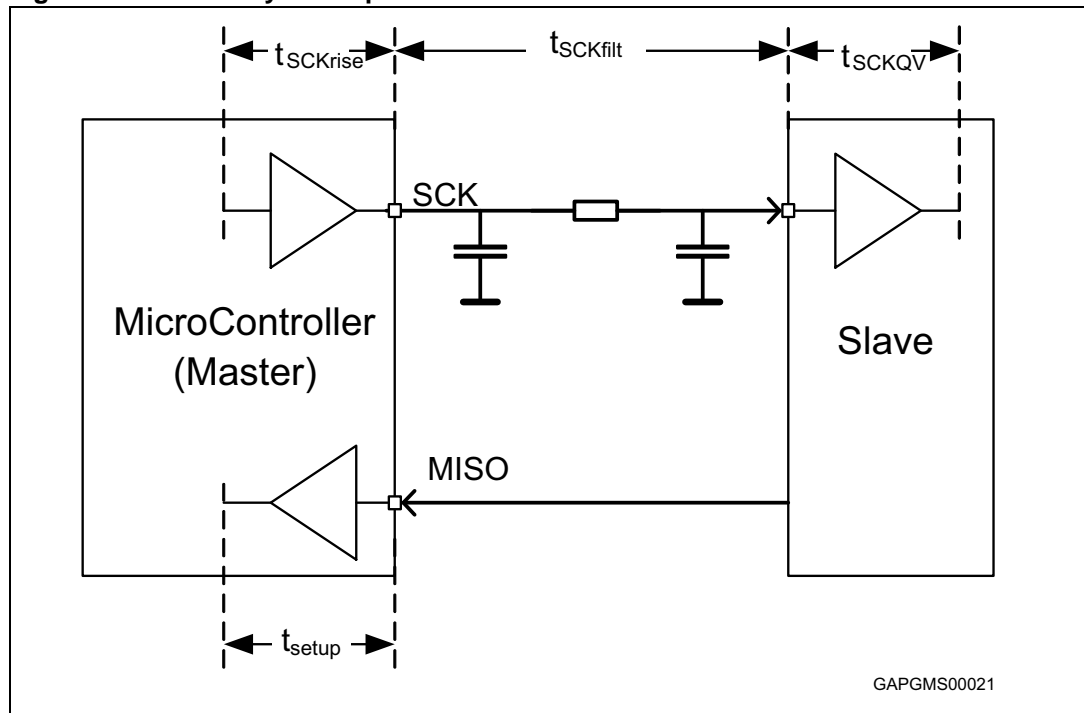 tSCKrise
tSCKfilt
tSCKQV
SCK
MicroController
(Master)
Slave
MISO
tsetup
GAPGMS00021